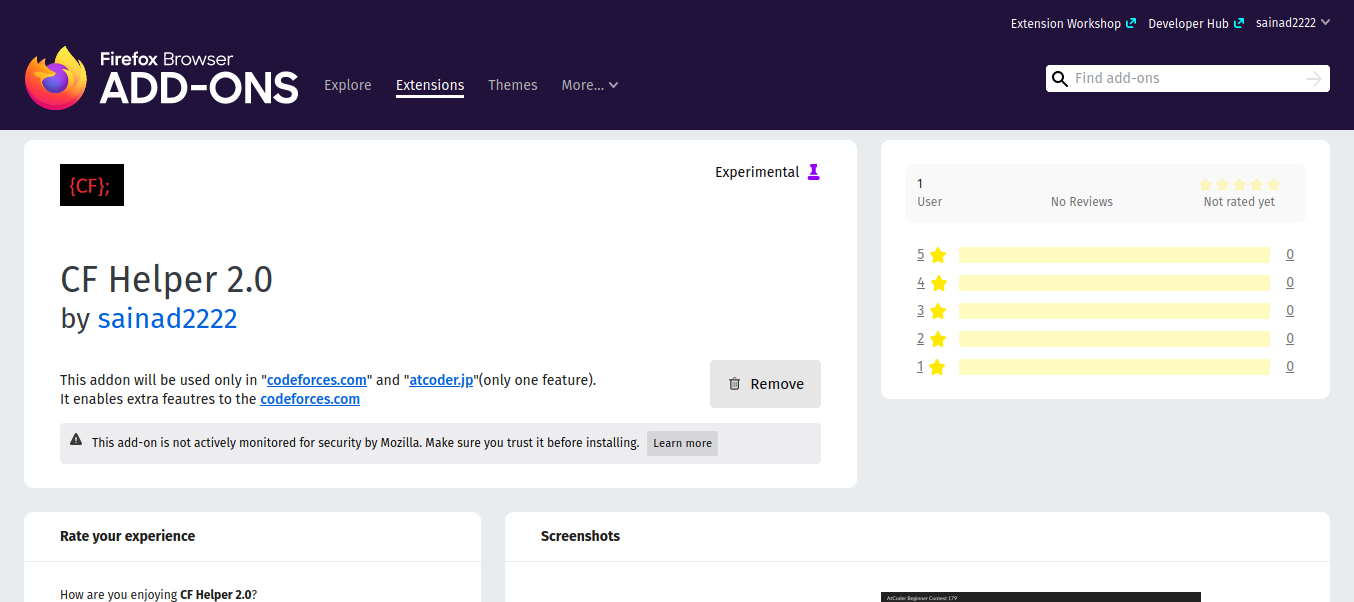 Extension Workshop Developer Hub sainad2222
Firefox Browser
ADD-ONS
Explore Extensions Themes More...
Find add-ons
{CF};
Experimental
CF Helper 2.0
by sainad2222
This addon will be used only in "codeforces.com" and "atcoder.jp"(only one feature).
It enables extra feautres to the codeforces.com
Remove
This add-on is not actively monitored for security by Mozilla. Make sure you trust it before installing.
Learn more
1
User
No Reviews
Not rated yet
5 0
4 0
3 0
2 0
1 0
Rate your experience
How are you enjoying CF Helper 2.0?
Screenshots
AtCoder Beginner Contest 179